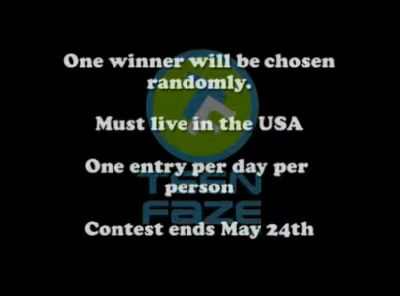 One winner will be chosen
randomly.
Must live in the USA
One entry per day per
person
TEEN
FAZE
Contest ends May 24th